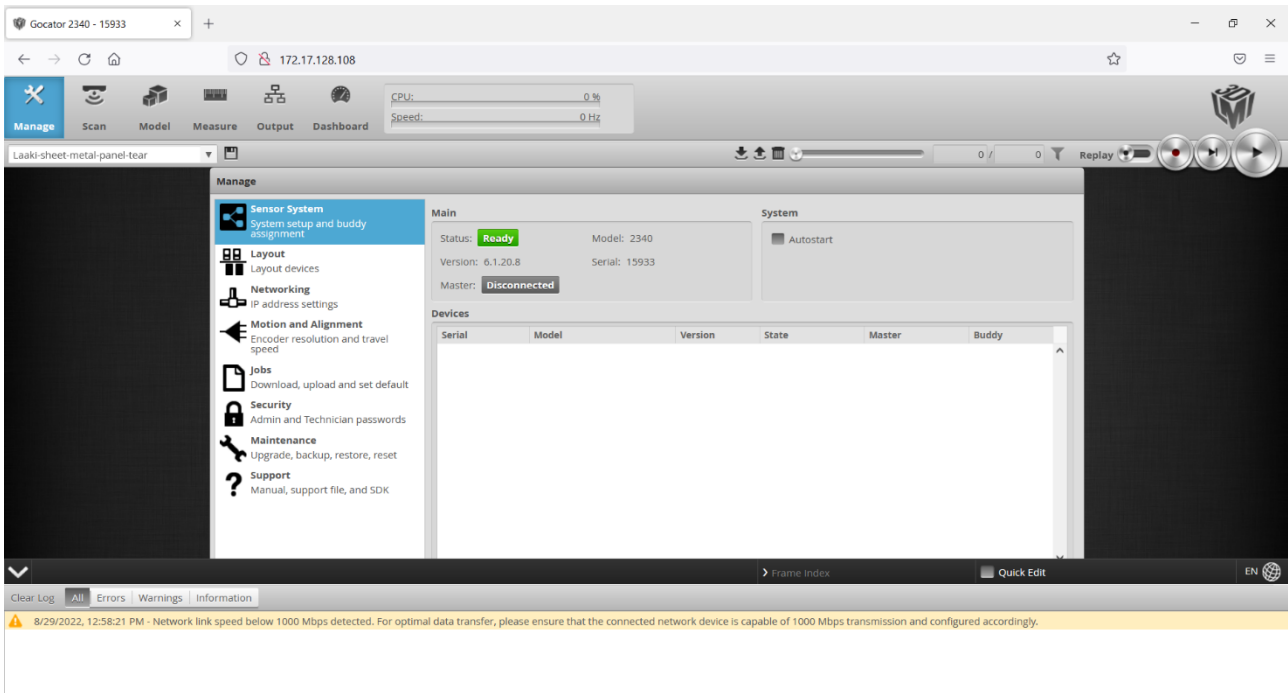 Gocator 2340 - 15933
172.17.128.108
Manage Scan Model Measure Output Dashboard
CPU: 0 %
Speed: 0 Hz
Laaki-sheet-metal-panel-tear
0 / 0
Replay
Manage
Sensor System
System setup and buddy
assignment
Layout
Layout devices
Networking
IP address settings
Motion and Alignment
Encoder resolution and travel
speed
Jobs
Download, upload and set default
Security
Admin and Technician passwords
Maintenance
Upgrade, backup, restore, reset
Support
Manual, support file, and SDK
Main
Status: Ready Model: 2340
Version: 6.1.20.8 Serial: 15933
Master: Disconnected
System
Autostart
Devices
Serial Model Version State Master Buddy
Frame Index
Quick Edit
EN
Clear Log All Errors Warnings Information
8/29/2022, 12:58:21 PM - Network link speed below 1000 Mbps detected. For optimal data transfer, please ensure that the connected network device is capable of 1000 Mbps transmission and configured accordingly.